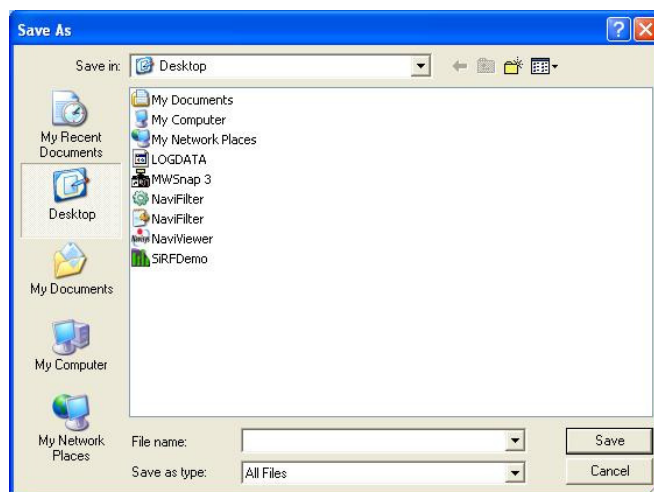 Save As
Save in:
Desktop
My Recent
Documents
Desktop
My Documents
My Computer
My Network
Places
My Documents
My Computer
My Network Places
LOGDATA
MWSnap 3
NaviFilter
NaviFilter
NaviViewer
SiRFDemo
File name:
Save
Save as type:
All Files
Cancel